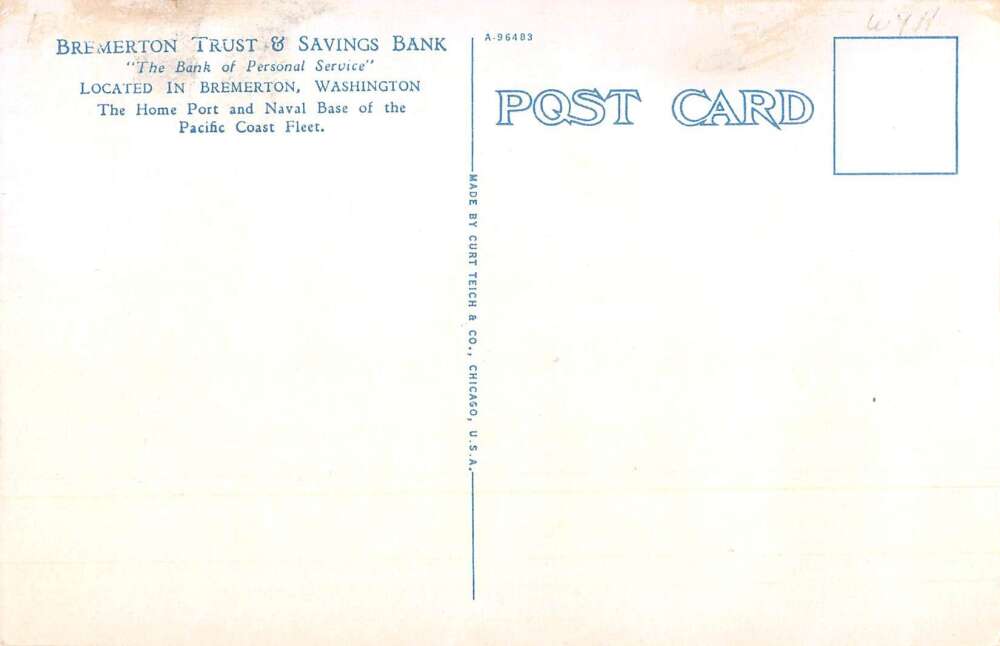 BREMERTON TRUST & SAVINGS BANK
"The Bank of Personal Service"
LOCATED IN BREMERTON, WASHINGTON
The Home Port and Naval Base of the
Pacific Coast Fleet.
A-96483
POST CARD
MADE BY CURT TEICH & CO., CHICAGO, U.S.A.